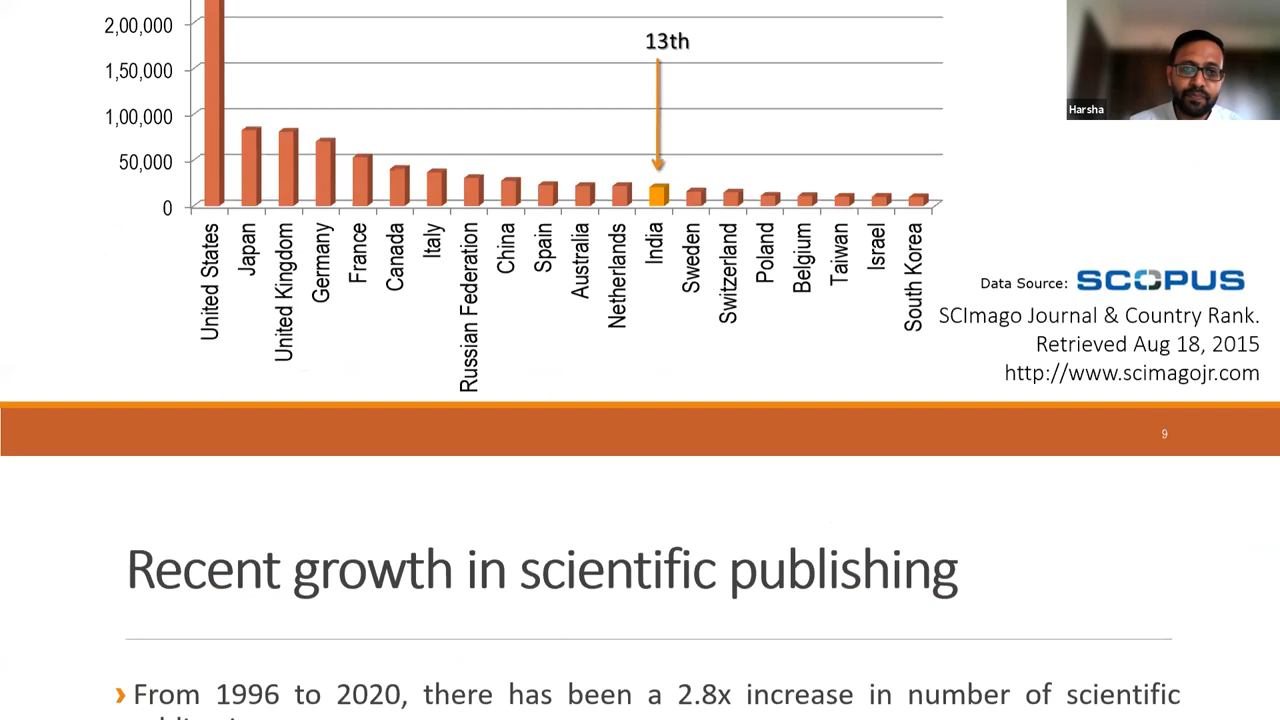 2,00,000
13th
1,50,000
1,00,000
50,000
0
United States
Japan
United Kingdom
Germany
France
Canada
Italy
Russian Federation
China
Spain
Australia
Netherlands
India
Sweden
Switzerland
Poland
Belgium
Taiwan
Israel
South Korea
Harsha
Data Source: SCOPUS
SCImago Journal & Country Rank.
Retrieved Aug 18, 2015
http://www.scimagojr.com
9
Recent growth in scientific publishing
› From 1996 to 2020, there has been a 2.8x increase in number of scientific